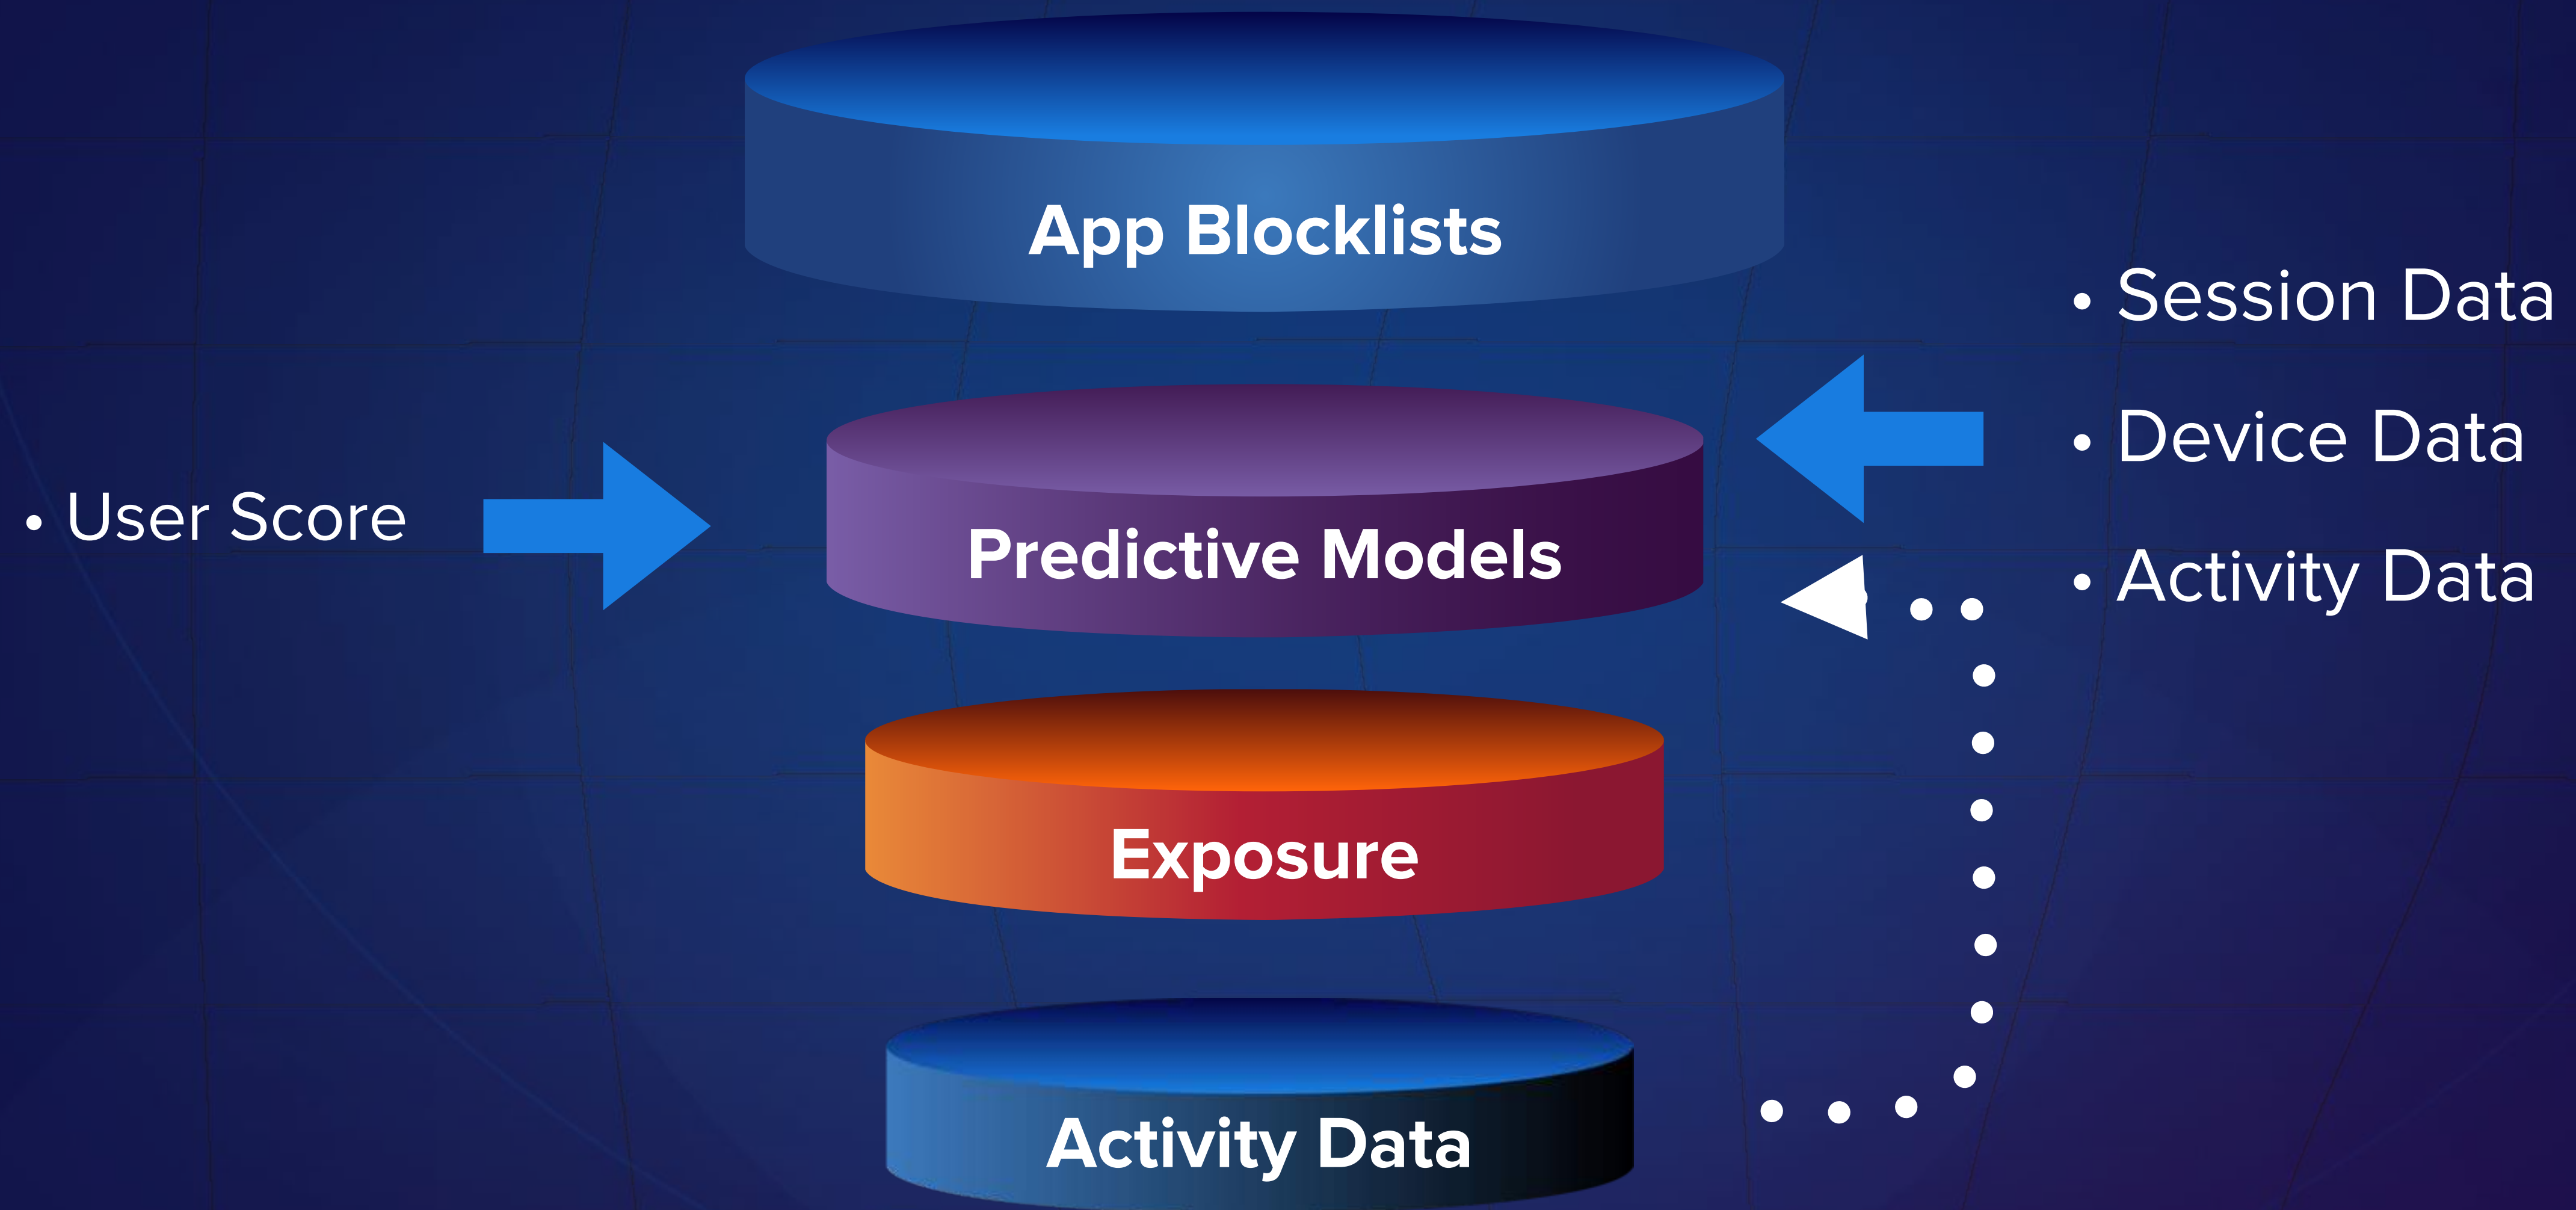 App Blocklists
• Session Data
• Device Data
• User Score
Predictive Models
• Activity Data
Exposure
Activity Data